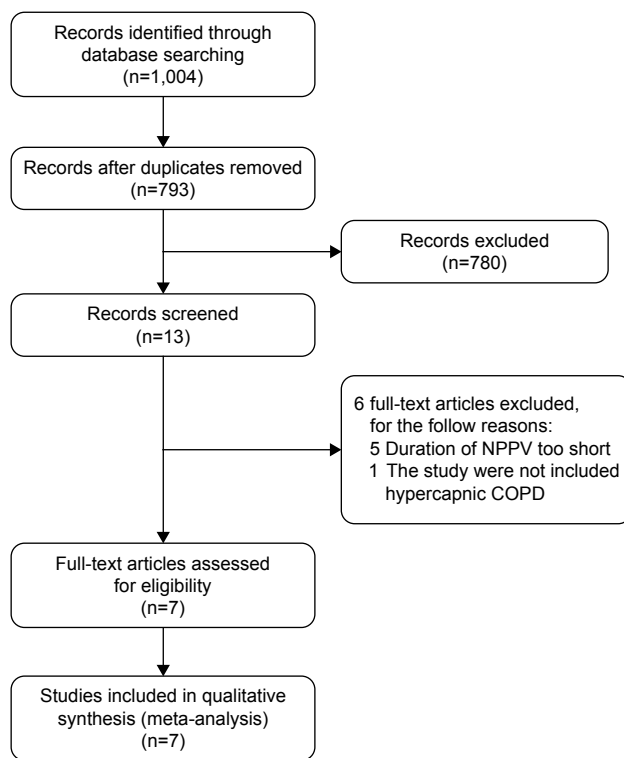 Records identified through
database searching
(n=1,004)
Records after duplicates removed
(n=793)
Records excluded
(n=780)
Records screened
(n=13)
6 full-text articles excluded,
for the follow reasons:
5 Duration of NPPV too short
1 The study were not included
hypercapnic COPD
Full-text articles assessed
for eligibility
(n=7)
Studies included in qualitative
synthesis (meta-analysis)
(n=7)